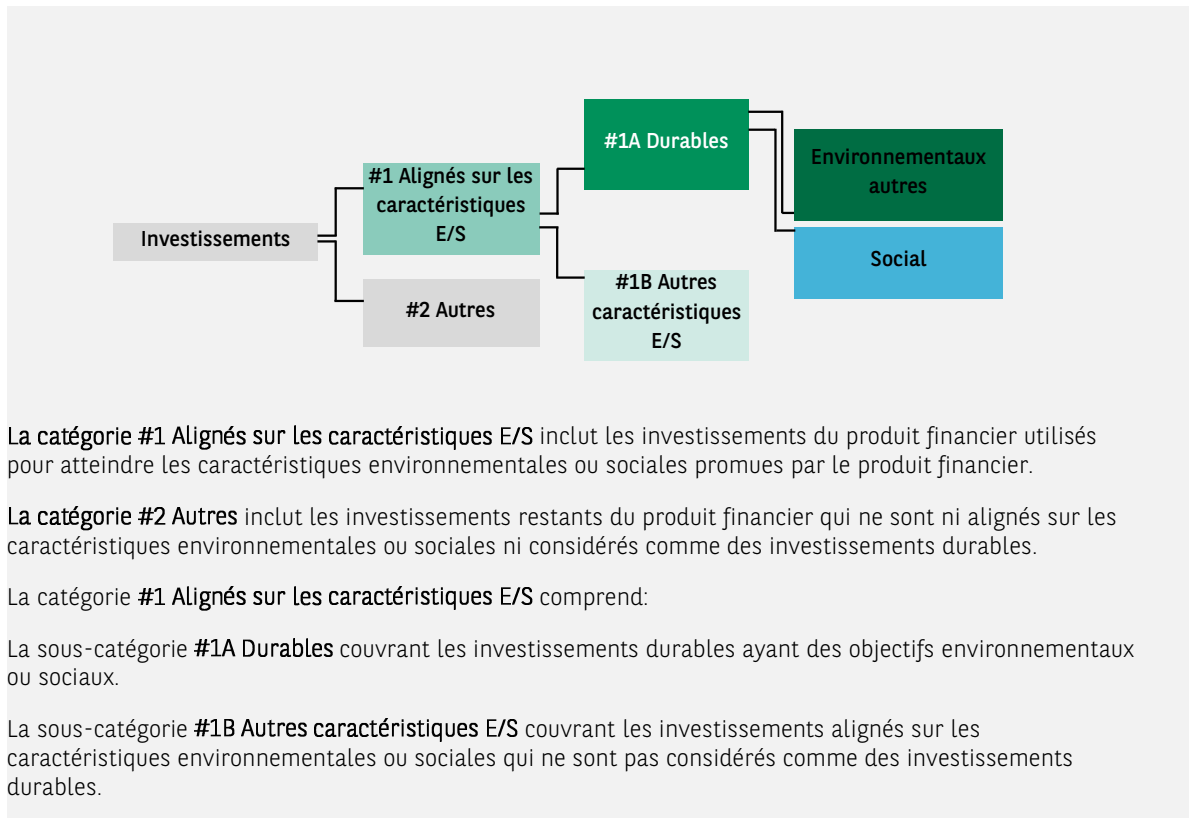 #1A Durables
Environnementaux
autres
#1 Alignés sur les
caractéristiques
E/S
Investissements
Social
#2 Autres
#1B Autres
caractéristiques
E/S
La catégorie #1 Alignés sur les caractéristiques E/S inclut les investissements du produit financier utilisés
pour atteindre les caractéristiques environnementales ou sociales promues par le produit financier.
La catégorie #2 Autres inclut les investissements restants du produit financier qui ne sont ni alignés sur les
caractéristiques environnementales ou sociales ni considérés comme des investissements durables.
La catégorie #1 Alignés sur les caractéristiques E/S comprend:
La sous-catégorie #1A Durables couvrant les investissements durables ayant des objectifs environnementaux
ou sociaux.
La sous-catégorie #1B Autres caractéristiques E/S couvrant les investissements alignés sur les
caractéristiques environnementales ou sociales qui ne sont pas considérés comme des investissements
durables.